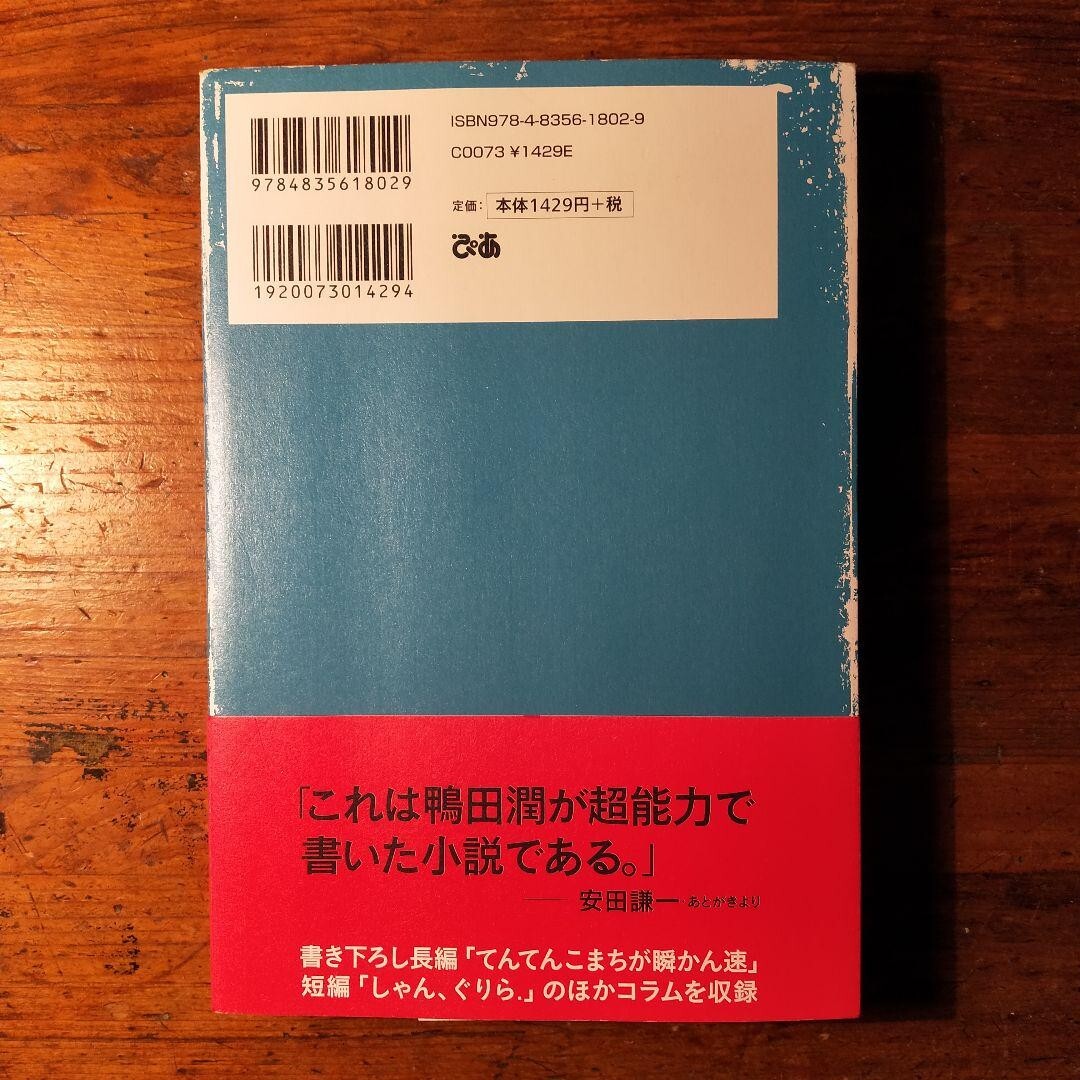 ISBN978-4-8356-1802-9
C0073 ¥1429E
9784835618029
定価: 本体1429円+税
ぴあ
1920073014294
「これは鴨田潤が超能力で
書いた小説である。」
―― 安田謙一・あとがきより
書き下ろし長編「てんてんこまちが瞬かん速」
短編「しゃん、ぐりら.」のほかコラムを収録